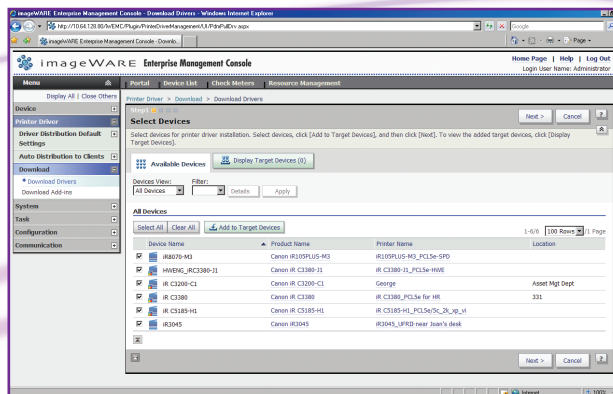 imageWARE Enterprise Management Console - Download Drivers - Windows Internet Explorer
http://10.64.128.00/iw/EMC/Plugin/PrinterDriverManagement/UI/PdmPullDrv.aspx
Google
imageWARE Enterprise Management Console - Downlo...
Page
imageWARE Enterprise Management Console
Home Page | Help | Log Out
Login User Name: Administrator
Menu
Portal | Device List | Check Meters | Resource Management
Display All | Close Others
Printer Driver > Download > Download Drivers
Device
Step1
Printer Driver
Select Devices
Next >
Cancel
Driver Distribution Default Settings
Select devices for printer driver installation. Select devices, click [Add to Target Devices], and then click [Next]. To view the added target devices, click [Display
Target Devices].
Auto Distribution to Clients
Download
Download Drivers
Download Add-ins
Available Devices
Display Target Devices (0)
System
Task
Configuration
Communication
Devices View:
Filter:
All Devices
Details
Apply
All Devices
Select All
Clear All
Add to Target Devices
1-6/6 100 Rows /1 Page
Device Name
Product Name
Printer Name
Location
iR8070-M3
Canon iR105PLUS-M3
iR105PLUS-M3_PCL5e-SPD
HWENG_iRC3380-J1
Canon iR C3380-J1
iR C3380-J1_PCL5e-HWE
iR C3200-C1
Canon iR C3200-C1
George
Asset Mgt Dept
iR C3380
Canon iR C3380
iR C3380_PCL5e for HR
331
iR C5185-H1
Canon iR C5185-H1
iR C5185-H1_PCL5e/5c_2k_xp_vi
iR3045
Canon iR3045
iR3045_UFRII-near Joan's desk
Next >
Cancel
Internet
100%